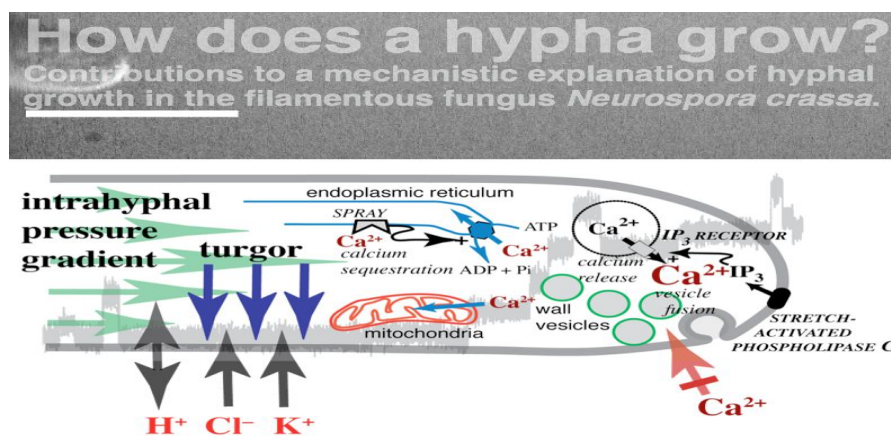 How does a hypha grow?
Contributions to a mechanistic explanation of hyphal
growth in the filamentous fungus Neurospora crassa.
intrahyphal
pressure
gradient
turgor
endoplasmic reticulum
SPRAY
Ca²⁺
calcium
sequestration
+
ATP
Ca²⁺
ADP + Pi
Ca²⁺
mitochondria
Ca²⁺
IP₃ RECEPTOR
calcium
release
+
Ca²⁺
IP₃
vesicle
fusion
wall
vesicles
STRETCH-
ACTIVATED
PHOSPHOLIPASE C
H⁺ Cl⁻ K⁺
Ca²⁺